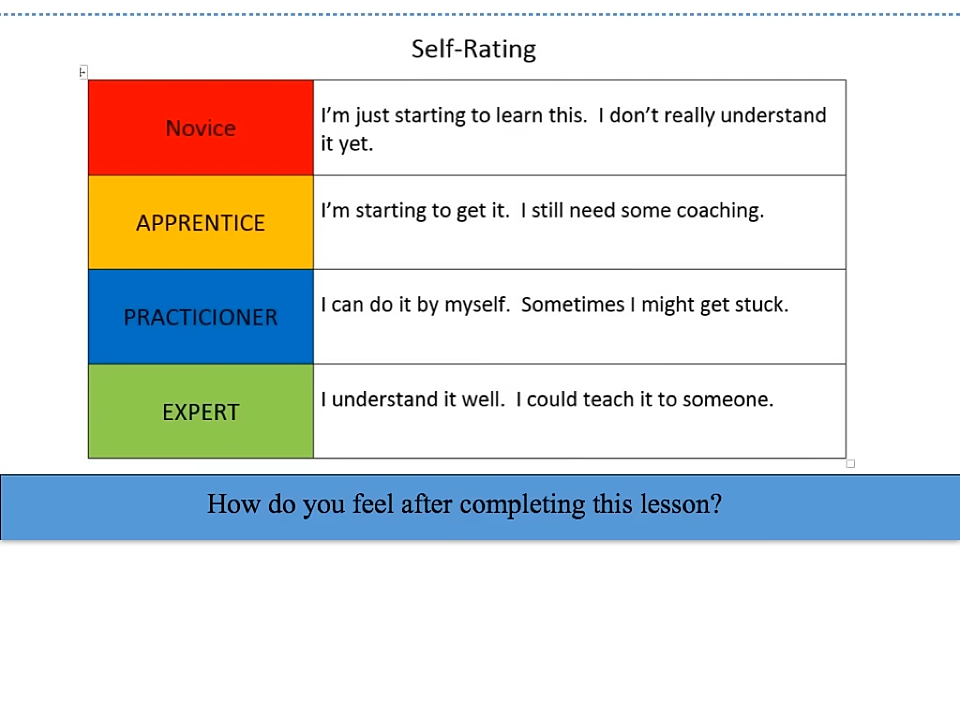 Self-Rating
Novice
I'm just starting to learn this.  I don't really understand
it yet.
APPRENTICE
I'm starting to get it.  I still need some coaching.
PRACTICIONER
I can do it by myself.  Sometimes I might get stuck.
EXPERT
I understand it well.  I could teach it to someone.
How do you feel after completing this lesson?